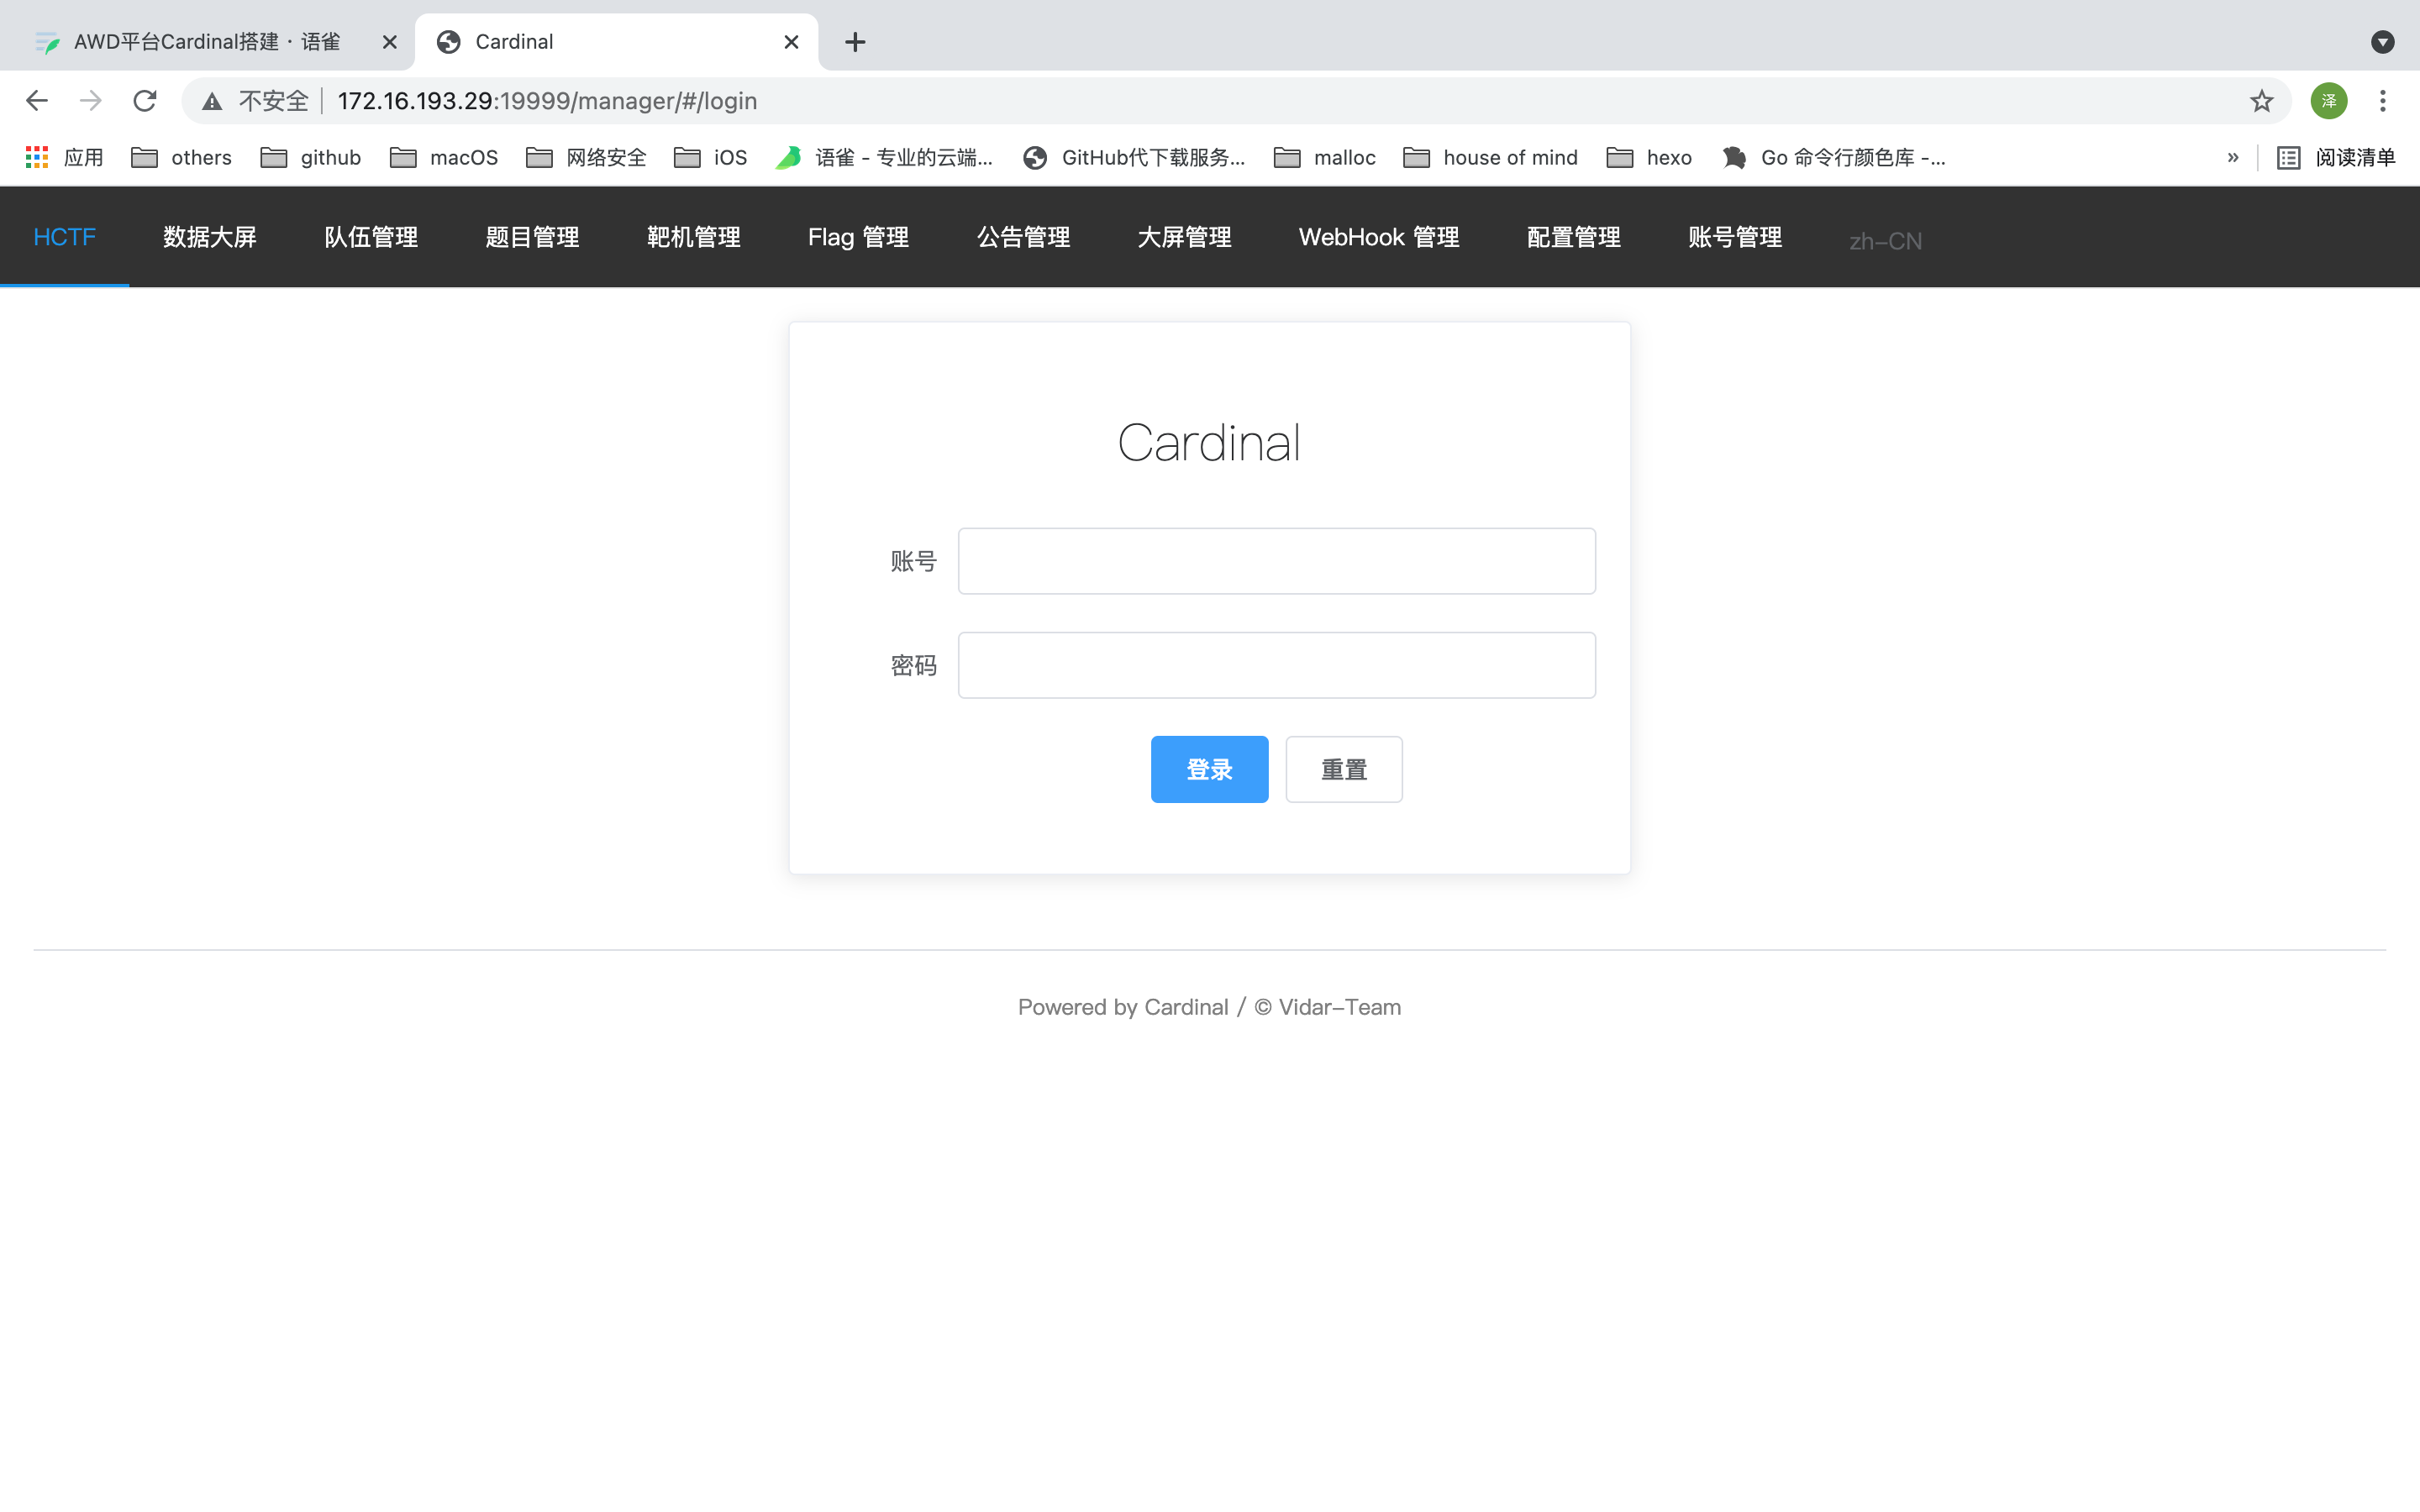 AWD平台Cardinal搭建 · 语雀
Cardinal
不安全 172.16.193.29:19999/manager/#/login
泽
应用 others github macOS 网络安全 iOS 语雀 - 专业的云端... GitHub代下载服务... malloc house of mind hexo Go 命令行颜色库 -... » 阅读清单
HCTF 数据大屏 队伍管理 题目管理 靶机管理 Flag 管理 公告管理 大屏管理 WebHook 管理 配置管理 账号管理 zh-CN
Cardinal
账号
密码
登录 重置
Powered by Cardinal / © Vidar-Team